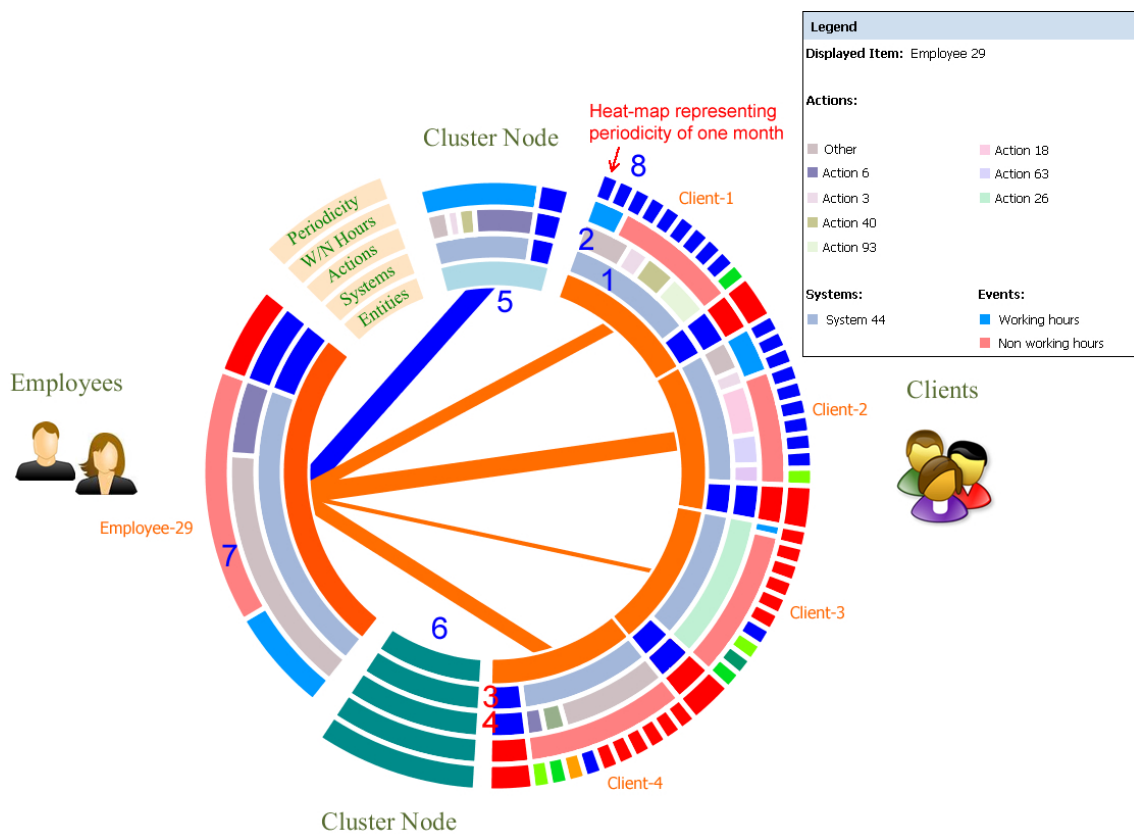 Legend
Displayed Item: Employee 29
Actions:
Other
Action 18
Action 6
Action 63
Action 3
Action 26
Action 40
Action 93
Systems:
Events:
System 44
Working hours
Non working hours
Heat-map representing
periodicity of one month
Cluster Node
8
Client-1
Periodicity
W/N Hours
Actions
Systems
Entities
2
1
5
Employees
Clients
Client-2
Employee-29
7
6
Client-3
3
4
Client-4
Cluster Node